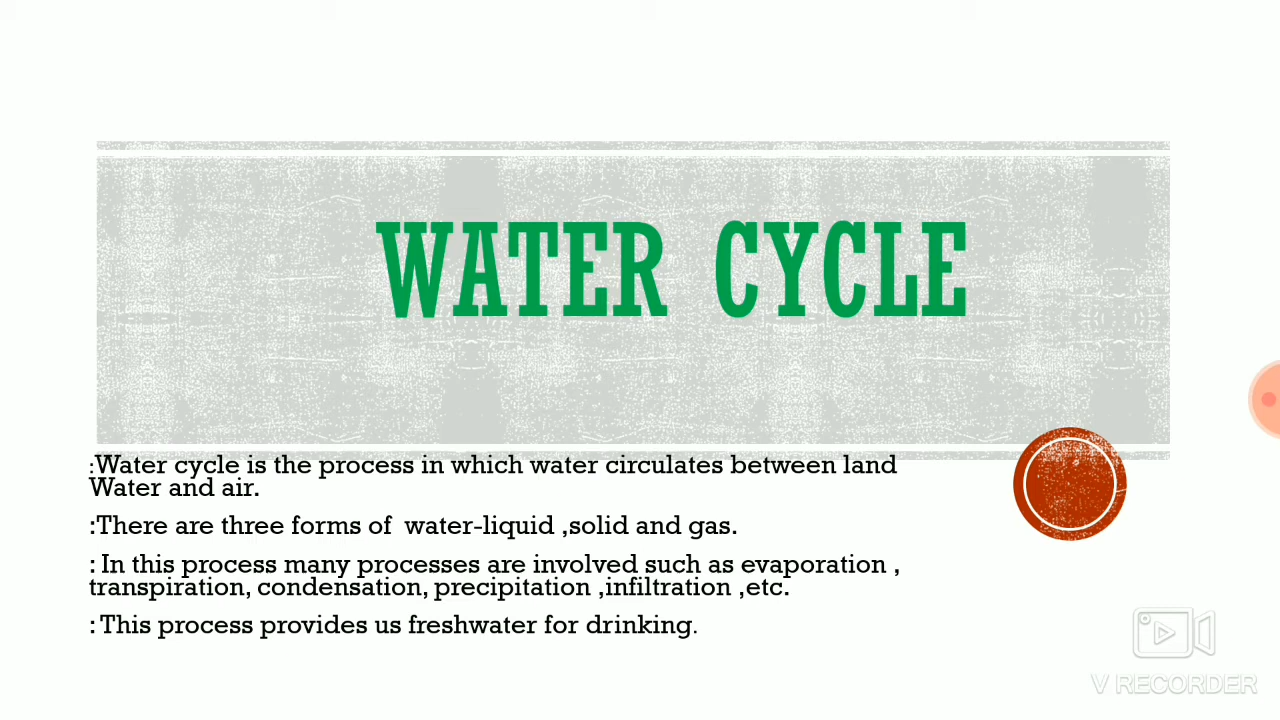 WATER CYCLE
:Water cycle is the process in which water circulates between land
Water and air.
:There are three forms of  water-liquid ,solid and gas.
: In this process many processes are involved such as evaporation ,
transpiration, condensation, precipitation ,infiltration ,etc.
: This process provides us freshwater for drinking.
V RECORDER